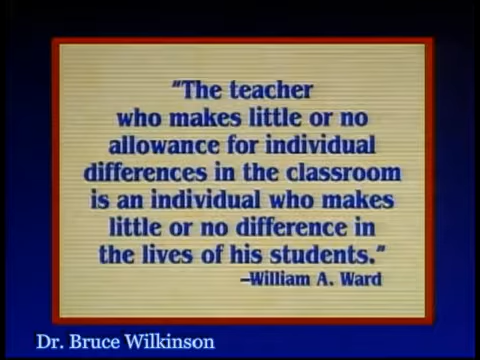 "The teacher
who makes little or no
allowance for individual
differences in the classroom
is an individual who makes
little or no difference in
the lives of his students."
–William A. Ward
Dr. Bruce Wilkinson